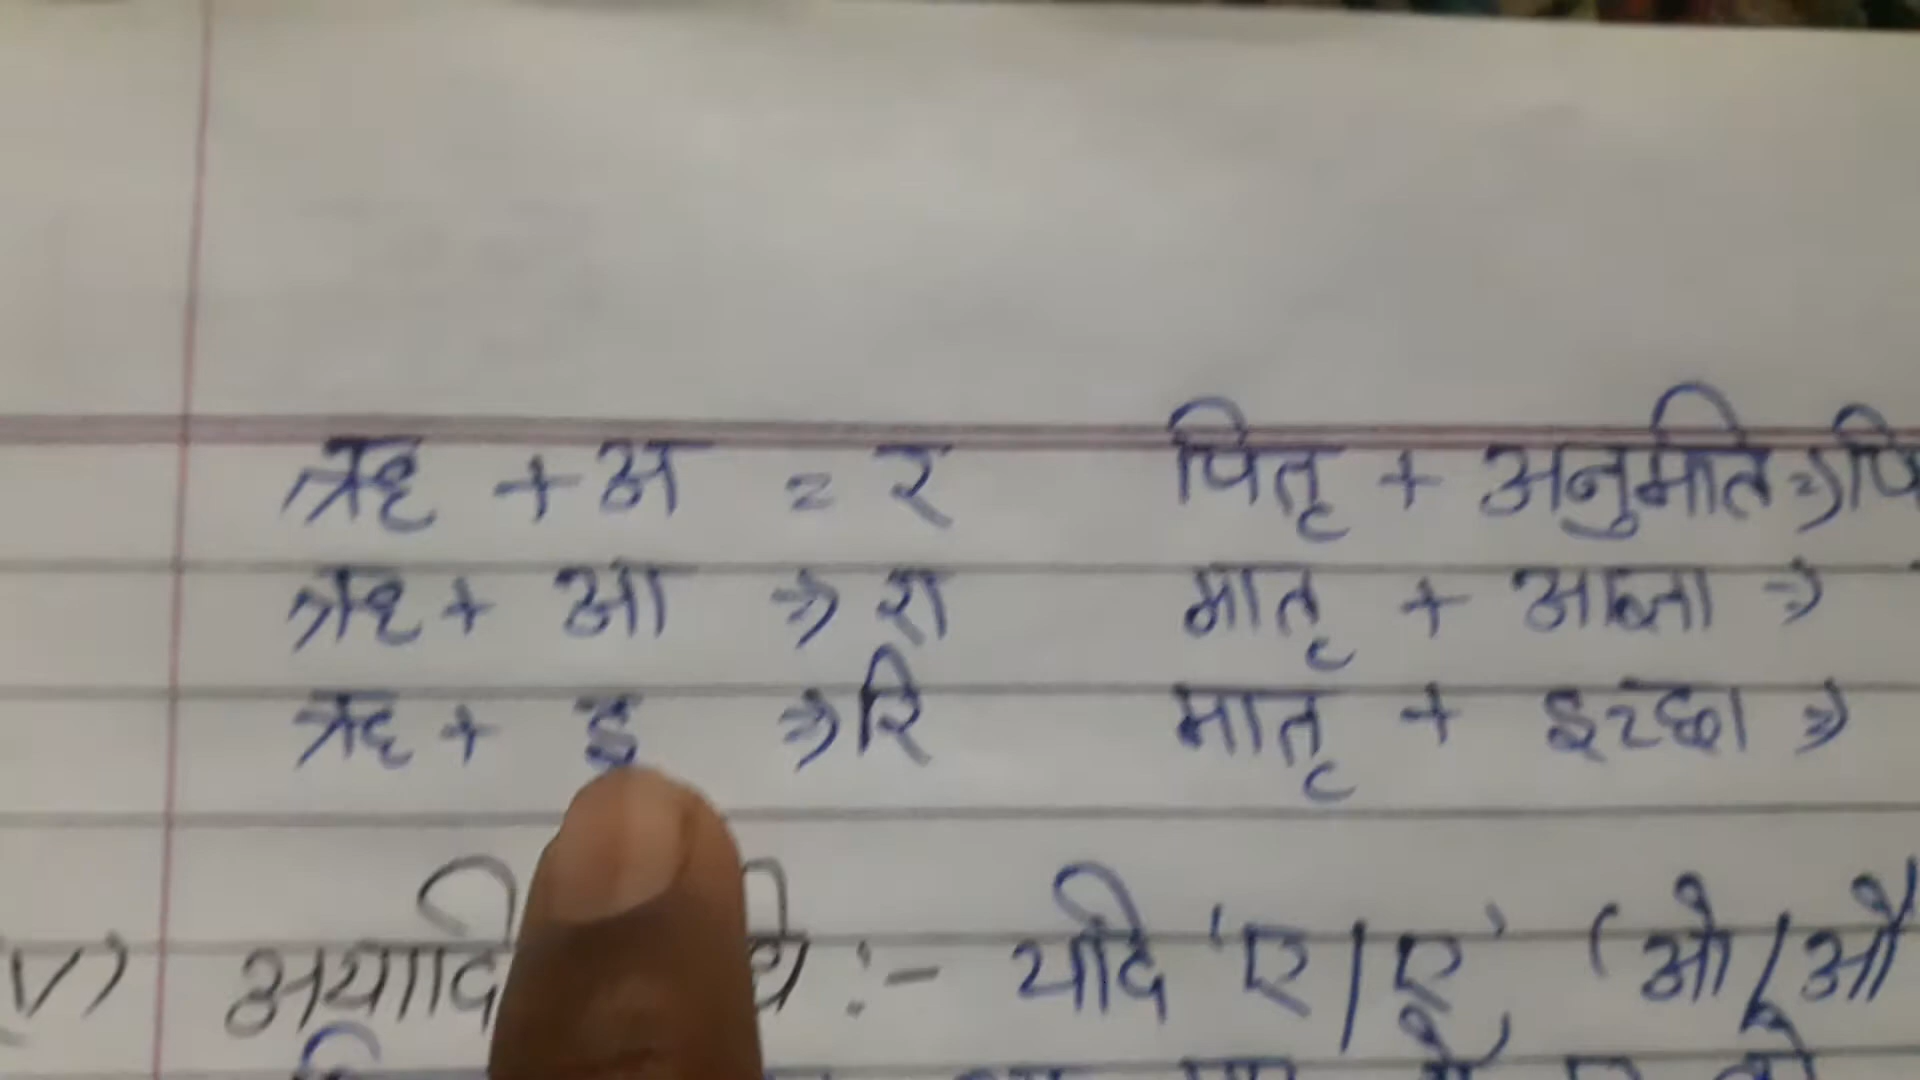 ऋ + अ = र पितृ + अनुमति =>
ऋ + आ => रा मातृ + आज्ञा =>
ऋ + इ => रि मातृ + इच्छा =>
(v) अयादि :- यदि 'ए/ऐ' (ओ/औ